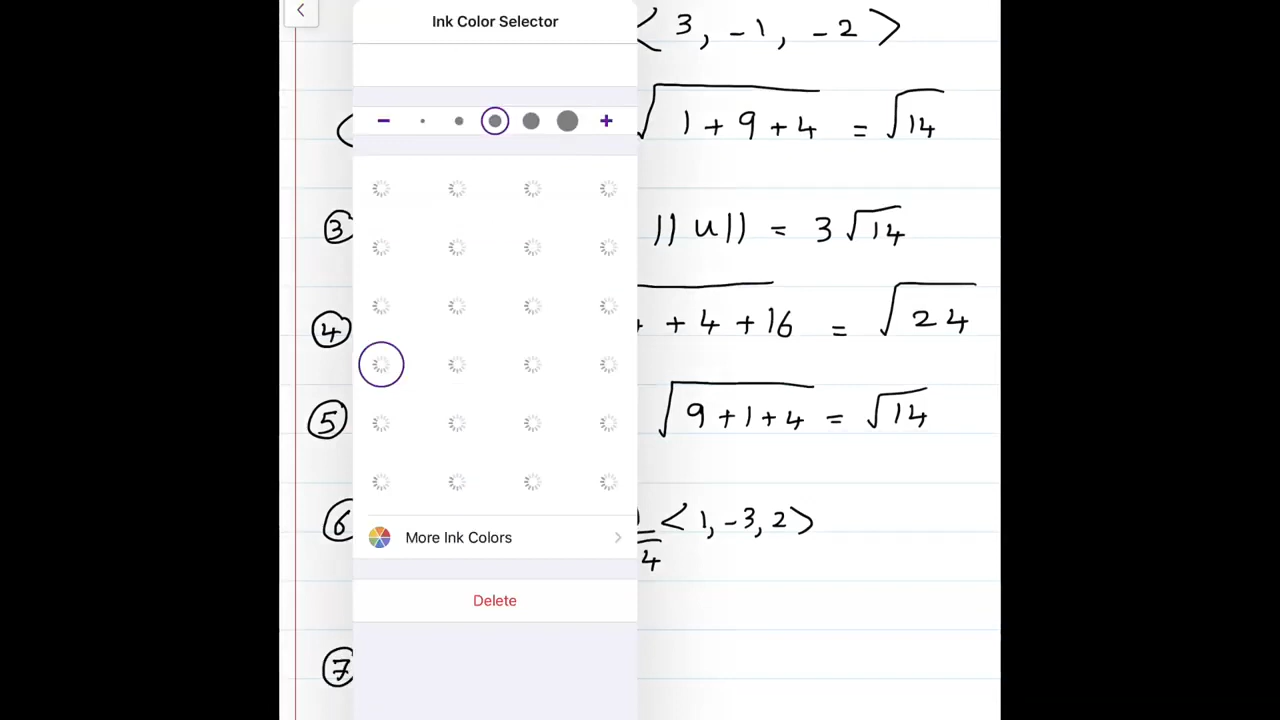 Ink Color Selector
< 3, -1, -2 >
√1 + 9 + 4 = √14
③ || u || = 3 √14
④ + 4 + 16 = √24
⑤ √9 + 1 + 4 = √14
⑥ 4 < 1, -3, 2 >
More Ink Colors
Delete
⑦